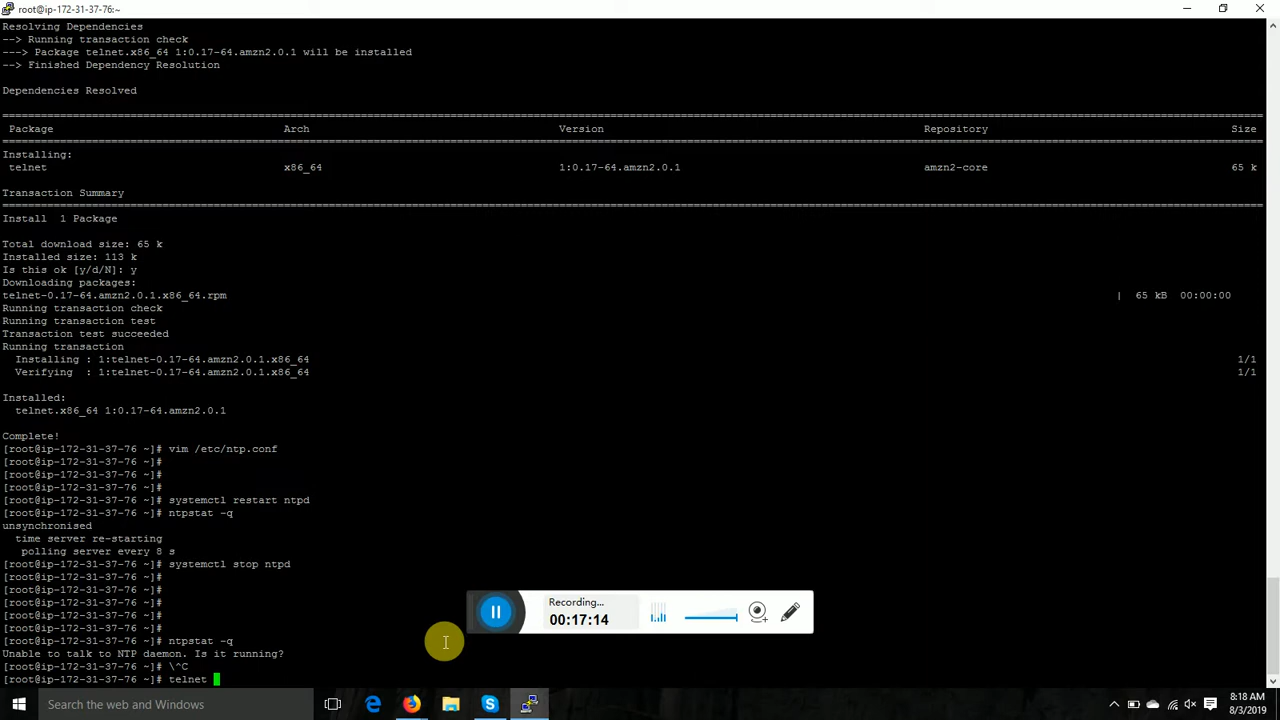 root@ip-172-31-37-76:~
Resolving Dependencies
--> Running transaction check
---> Package telnet.x86_64 1:0.17-64.amzn2.0.1 will be installed
--> Finished Dependency Resolution
Dependencies Resolved
================================================================================
Package Arch Version Repository Size
================================================================================
Installing:
telnet x86_64 1:0.17-64.amzn2.0.1 amzn2-core 65 k
Transaction Summary
================================================================================
Install 1 Package
Total download size: 65 k
Installed size: 113 k
Is this ok [y/d/N]: y
Downloading packages:
telnet-0.17-64.amzn2.0.1.x86_64.rpm | 65 kB 00:00:00
Running transaction check
Running transaction test
Transaction test succeeded
Running transaction
Installing : 1:telnet-0.17-64.amzn2.0.1.x86_64 1/1
Verifying : 1:telnet-0.17-64.amzn2.0.1.x86_64 1/1
Installed:
telnet.x86_64 1:0.17-64.amzn2.0.1
Complete!
[root@ip-172-31-37-76 ~]# vim /etc/ntp.conf
[root@ip-172-31-37-76 ~]#
[root@ip-172-31-37-76 ~]#
[root@ip-172-31-37-76 ~]#
[root@ip-172-31-37-76 ~]# systemctl restart ntpd
[root@ip-172-31-37-76 ~]# ntpstat -q
unsynchronised
time server re-starting
polling server every 8 s
[root@ip-172-31-37-76 ~]# systemctl stop ntpd
[root@ip-172-31-37-76 ~]#
[root@ip-172-31-37-76 ~]#
[root@ip-172-31-37-76 ~]#
[root@ip-172-31-37-76 ~]#
[root@ip-172-31-37-76 ~]#
[root@ip-172-31-37-76 ~]# ntpstat -q
Unable to talk to NTP daemon. Is it running?
[root@ip-172-31-37-76 ~]# \^C
[root@ip-172-31-37-76 ~]# telnet
Recording...
00:17:14
Search the web and Windows
8:18 AM
8/3/2019